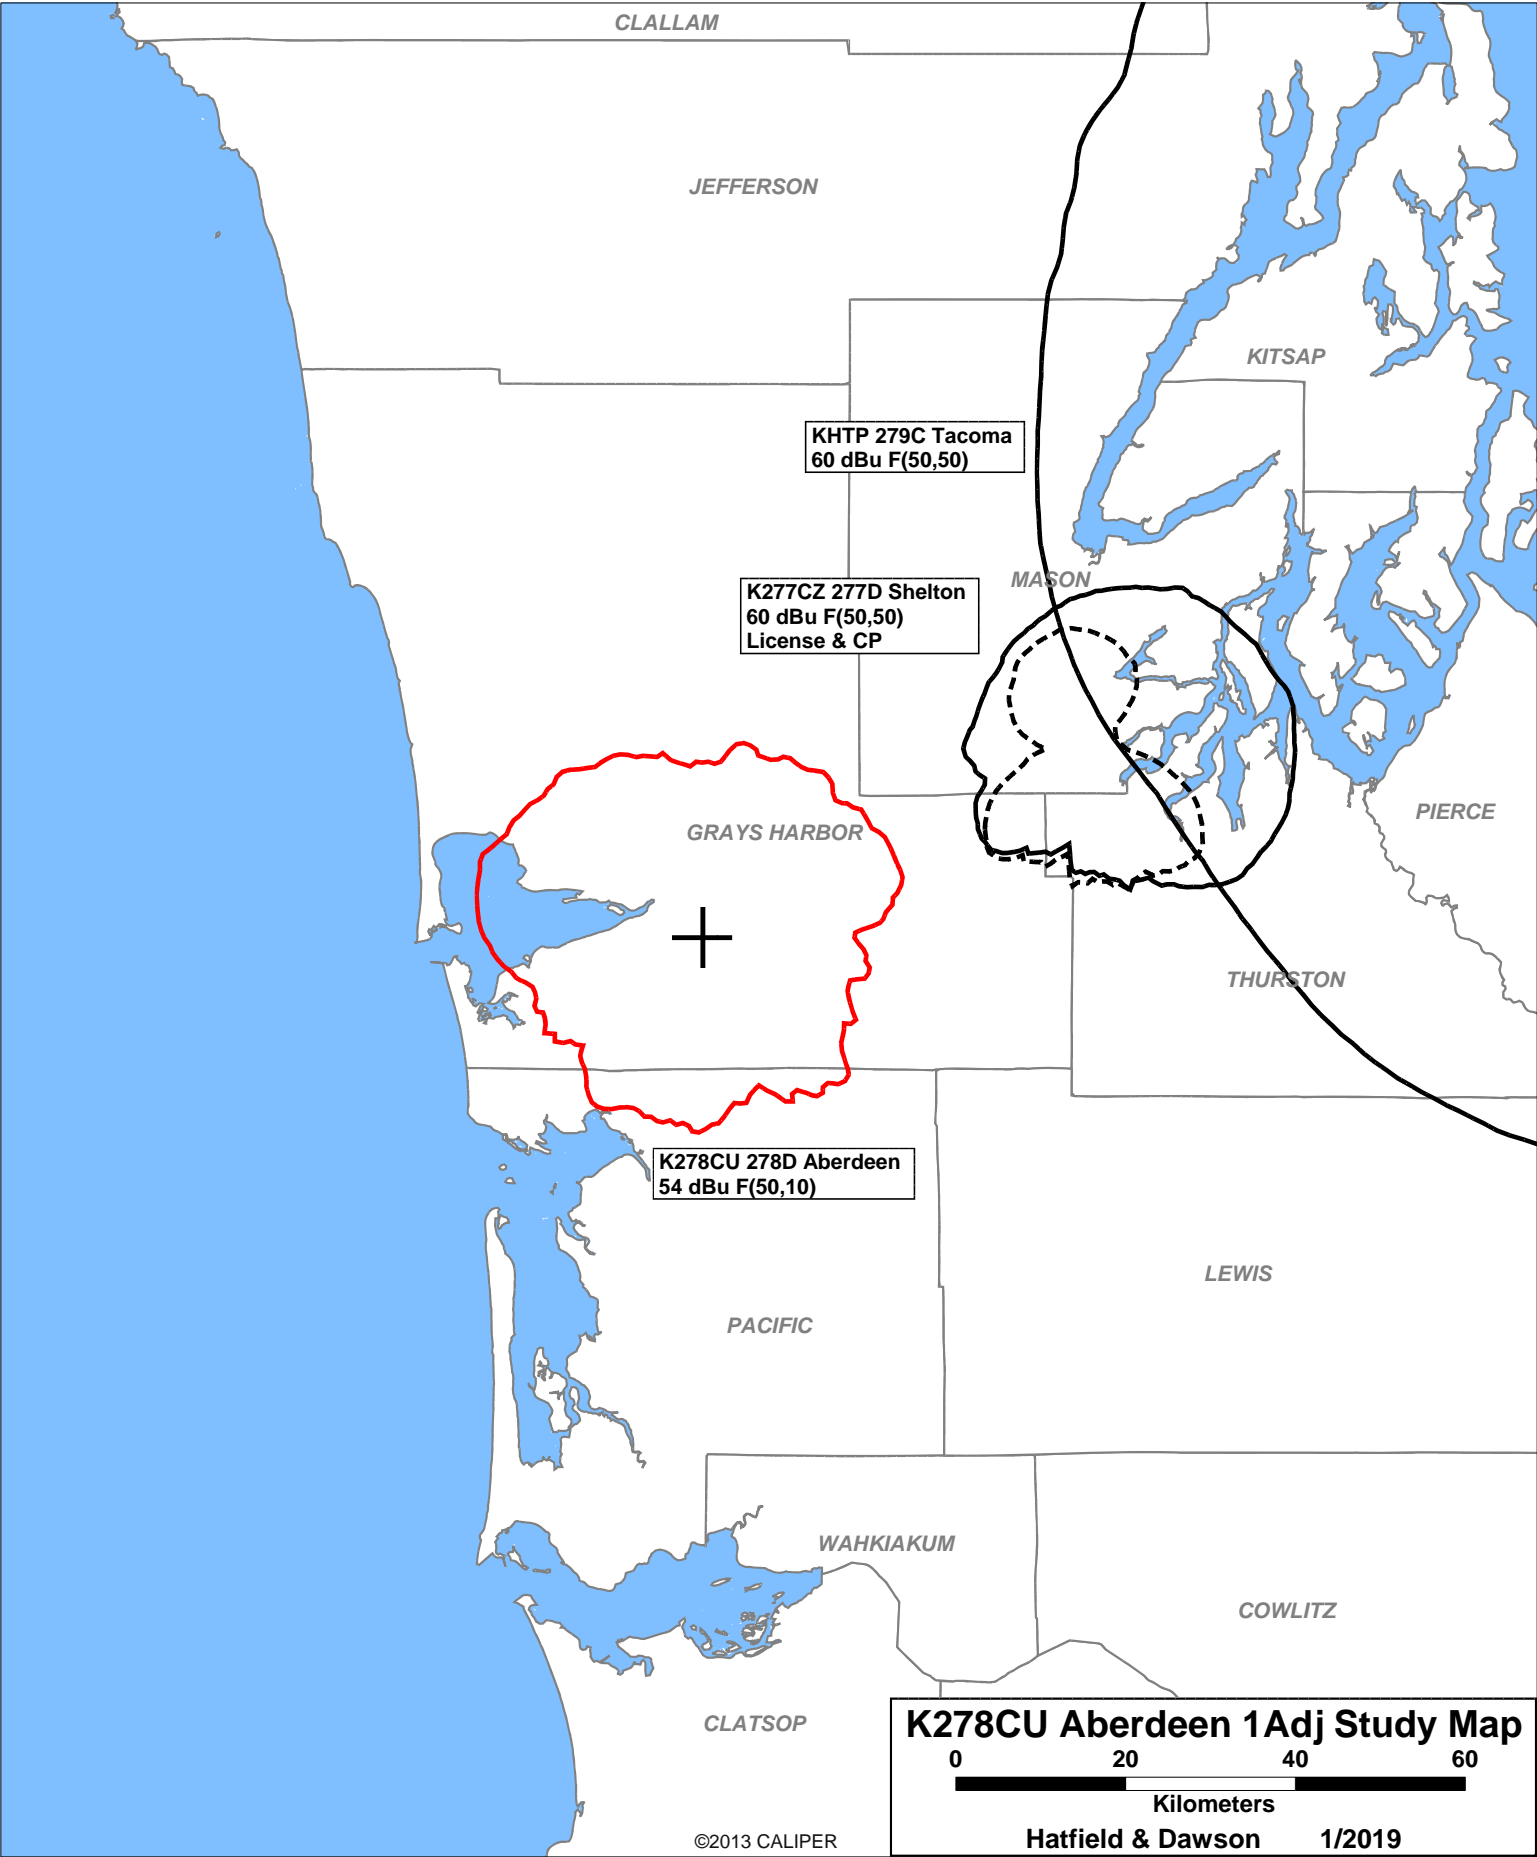 CLALLAM
JEFFERSON
KITSAP
KHTP 279C Tacoma
60 dBu F(50,50)
MASON
K277CZ 277D Shelton
60 dBu F(50,50)
License & CP
PIERCE
GRAYS HARBOR
THURSTON
K278CU 278D Aberdeen
54 dBu F(50,10)
LEWIS
PACIFIC
WAHKIAKUM
COWLITZ
CLATSOP
K278CU Aberdeen 1Adj Study Map
0 20 40 60
Kilometers
Hatfield & Dawson 1/2019
©2013 CALIPER